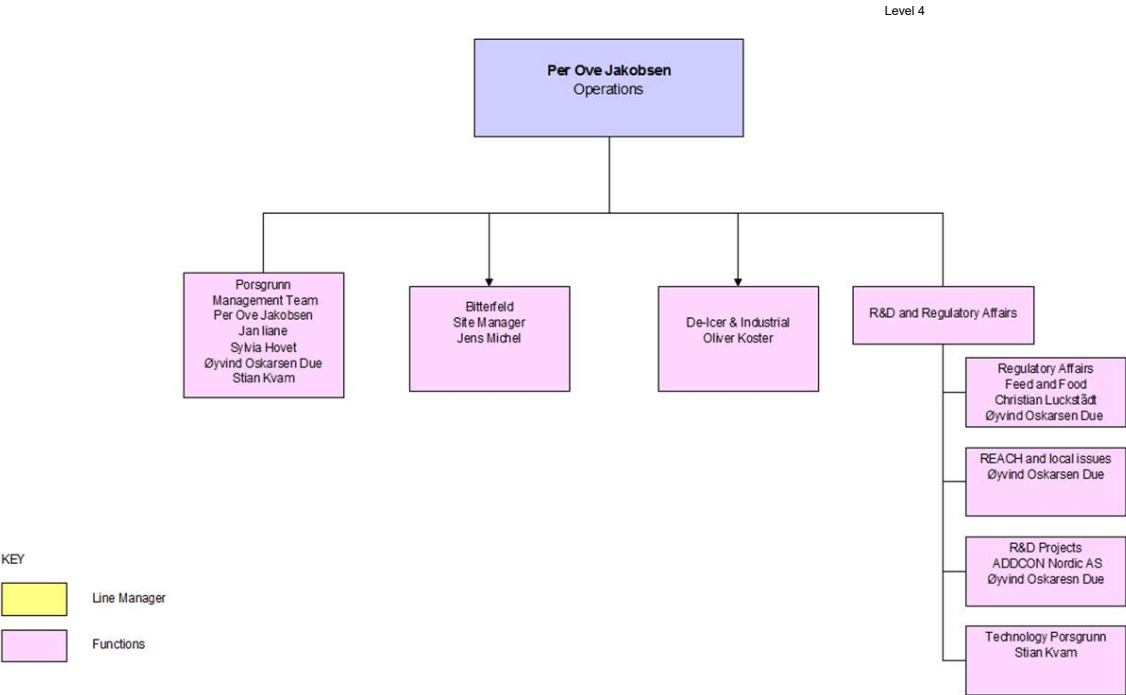 Level 4
Per Ove Jakobsen
Operations
Porsgrunn
Management Team
Per Ove Jakobsen
Jan liane
Sylvia Hovet
Øyvind Oskarsen Due
Stian Kvam
Bitterfeld
Site Manager
Jens Michel
De-Icer & Industrial
Oliver Koster
R&D and Regulatory Affairs
Regulatory Affairs
Feed and Food
Christian Luckstãdt
Øyvind Oskarsen Due
REACH and local issues
Øyvind Oskarsen Due
R&D Projects
ADDCON Nordic AS
Øyvind Oskaresn Due
Technology Porsgrunn
Stian Kvam
KEY
Line Manager
Functions